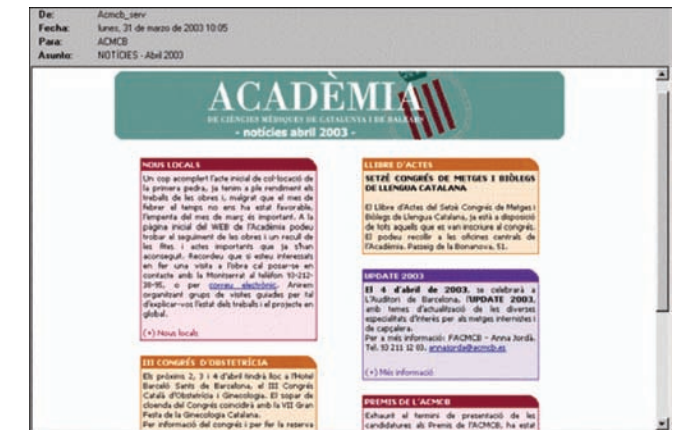 De: Acmcb_serv
Fecha: lunes, 31 de marzo de 2003 10:05
Para: ACMCB
Asunto: NOTÍCIES - Abril 2003
ACADÈMIA
DE CIÈNCIES MÈDIQUES DE CATALUNYA I DE BALEARS
- notícies abril 2003 -
NOUS LOCALS
Un cop acomplert l'acte inicial de col·locació de
la primera pedra, ja tenim a ple rendiment els
treballs de les obres i, malgrat que el mes de
febrer el temps no ens ha estat favorable,
l'empenta del mes de març és important. A la
pàgina inicial del WEB de l'Acadèmia podeu
trobar al seguiment de les obres i un recull de
les fites i actes importants que ja s'han
aconseguit. Recordeu que si esteu interessats
en fer una visita a l'obra cal posar-se en
contacte amb la Montserrat al telèfon 93-212-
38-95, o per correu electrònic. Anirem
organitzant grups de visites guiades per tal
d'explicar-vos l'estat dels treballs i el projecte en
global.
(+) Nous locals
III CONGRÉS D'OBSTETRÍCIA
Els pròxims 2, 3 i 4 d'abril tindrà lloc a l'Hotel
Barceló Sants de Barcelona, el III Congrés
Català d'Obstetrícia i Ginecologia. El sopar de
cloenda del Congrés coincidirà amb la VII Gran
Festa de la Ginecologia Catalana.
Per informació del congrés i per fer la reserva
LLIBRE D'ACTES
SETZÈ CONGRÉS DE METGES I BIÒLEGS
DE LLENGUA CATALANA
El Llibre d'Actes del Setzè Congrés de Metges i
Biòlegs de Llengua Catalana, ja està a disposició
de tots aquells que es van inscriure al congrés.
El podeu recollir a les oficines centrals de
l'Acadèmia. Passeig de la Bonanova, 51.
UPDATE 2003
El 4 d'abril de 2003, se celebrarà a
L'Auditori de Barcelona, l'UPDATE 2003,
amb temes d'actualització de les diverses
especialitats d'interès per als metges internistes i
de capçalera.
Per a més informació: FACMCB - Anna Jordà.
Tel. 93 211 12 03, annajorda@acmcb.es
(+) Més informació
PREMIS DE L'ACMCB
Exhaurit el termini de presentació de les
candidatures als Premis de l'ACMCB, ha estat